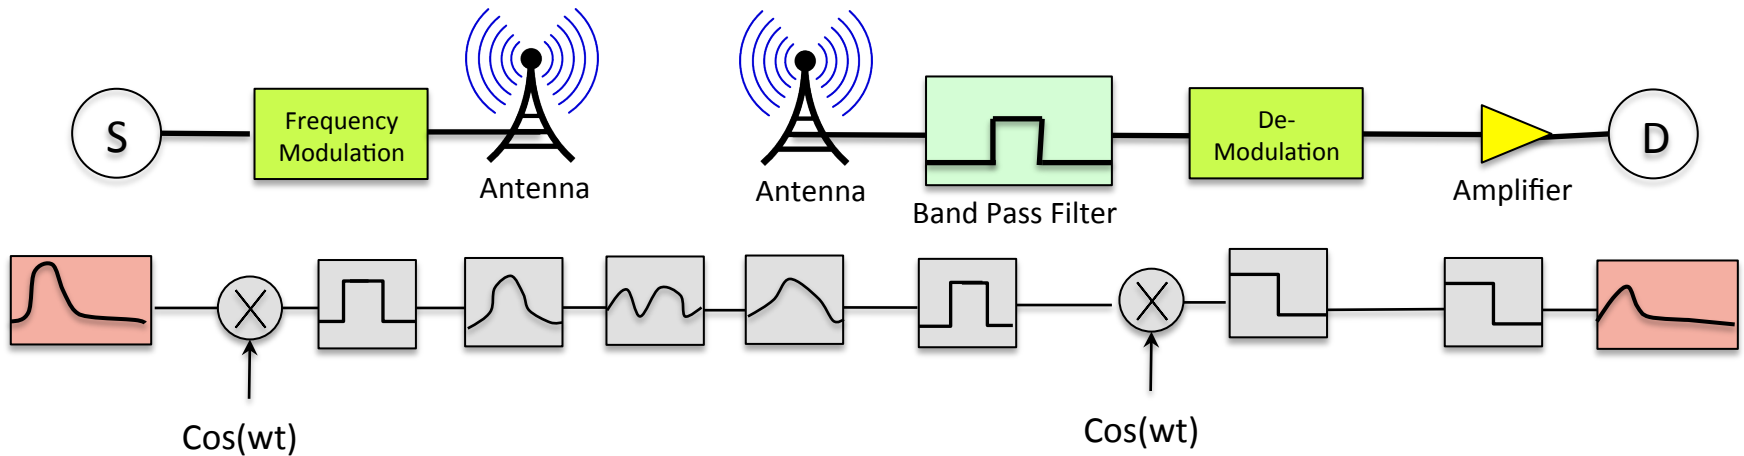 S
Frequency
Modulation
Antenna
Antenna
Band Pass Filter
De-
Modulation
Amplifier
D
Cos(wt)
Cos(wt)